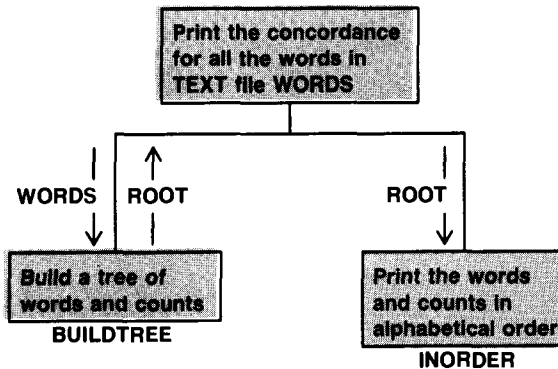 Print the concordance
for all the words in
TEXT file WORDS
WORDS
ROOT
ROOT
Build a tree of
words and counts
BUILDTREE
Print the words
and counts in
alphabetical order
INORDER